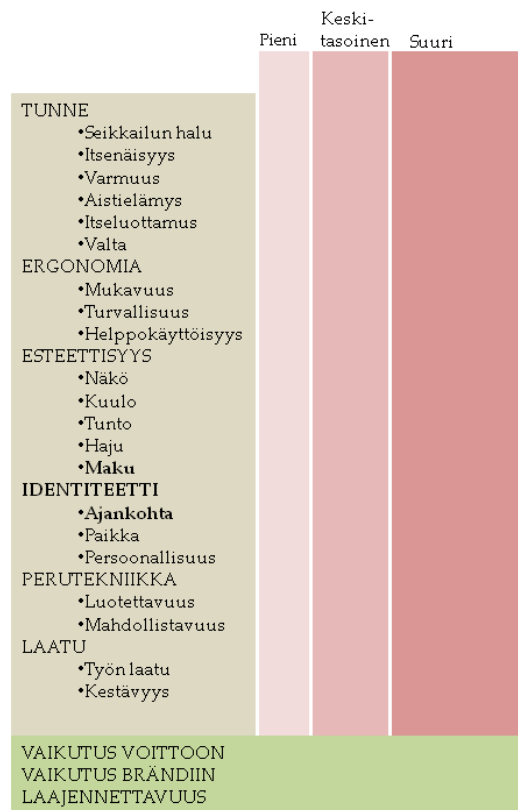 Pieni
Keski-
tasoinen
Suuri
TUNNE
•Seikkailun halu
•Itsenäisyys
•Varmuus
•Aistielämys
•Itseluottamus
•Valta
ERGONOMIA
•Mukavuus
•Turvallisuus
•Helppokäyttöisyys
ESTEETTISYYS
•Näkö
•Kuulo
•Tunto
•Haju
•Maku
IDENTITEETTI
•Ajankohta
•Paikka
•Persoonallisuus
PERUTEKNIIKKA
•Luotettavuus
•Mahdollistavuus
LAATU
•Työn laatu
•Kestävyys
VAIKUTUS VOITTOON
VAIKUTUS BRÄNDIIN
LAAJENNETTAVUUS